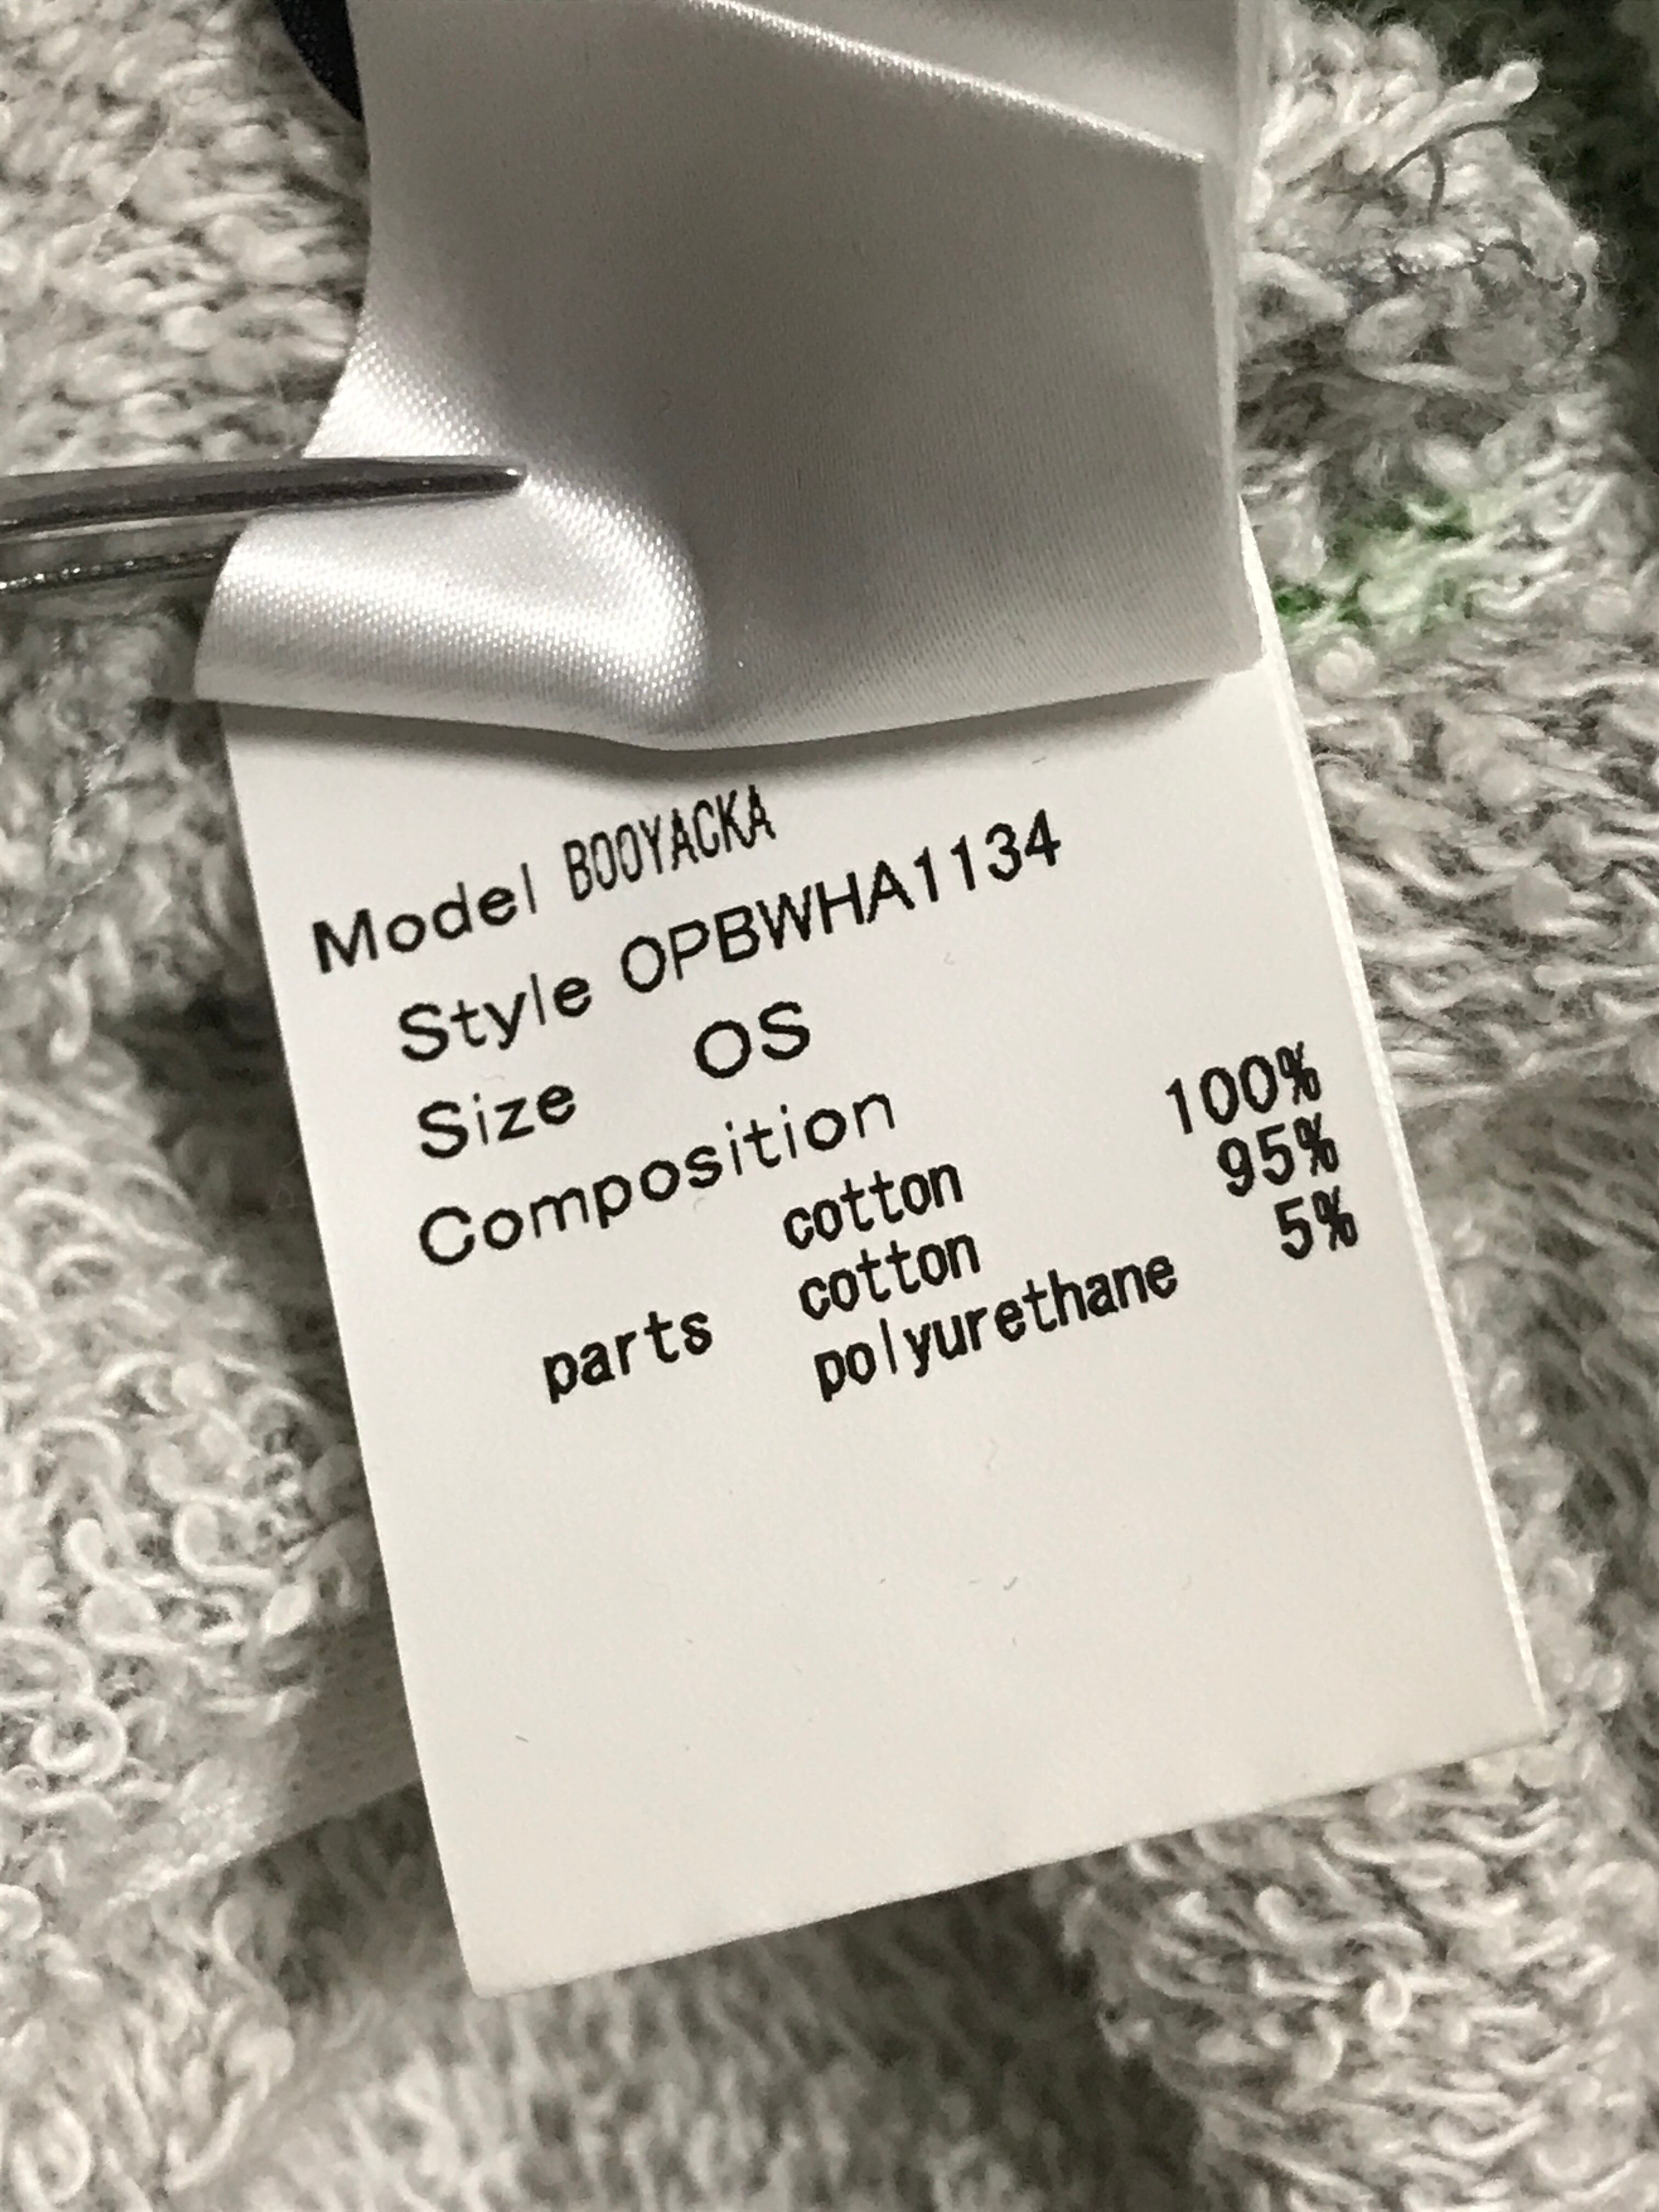 Model BOOYACKA
Style OPBWHA1134
Size OS
Composition
cotton 100%
parts cotton 95%
polyurethane 5%